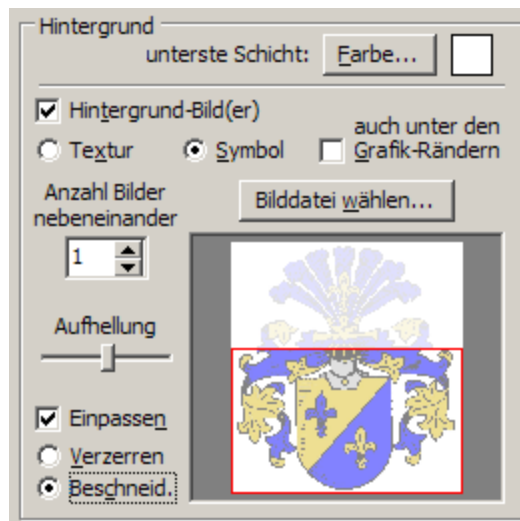 Hintergrund
unterste Schicht: Farbe...
Hintergrund-Bild(er)
Textur Symbol auch unter den
Grafik-Rändern
Anzahl Bilder
nebeneinander
Bilddatei wählen...
1
Aufhellung
Einpassen
Verzerren
Beschneid.